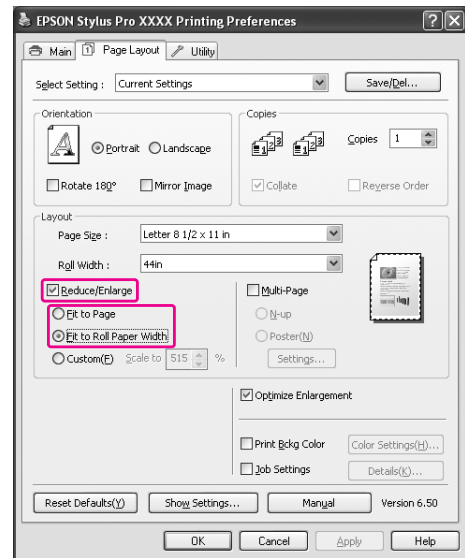 EPSON Stylus Pro XXXX Printing Preferences
Main Page Layout Utility
Select Setting : Current Settings Save/Del...
Orientation
Portrait Landscape
Rotate 180° Mirror Image
Copies
Copies 1
Collate Reverse Order
Layout
Page Size : Letter 8 1/2 x 11 in
Roll Width : 44in
Reduce/Enlarge
Fit to Page
Fit to Roll Paper Width
Custom(E) Scale to 515 %
Multi-Page
N-up
Poster(N)
Settings...
Optimize Enlargement
Print Bckg Color Color Settings(H)...
Job Settings Details(K)...
Reset Defaults(Y) Show Settings... Manual Version 6.50
OK Cancel Apply Help